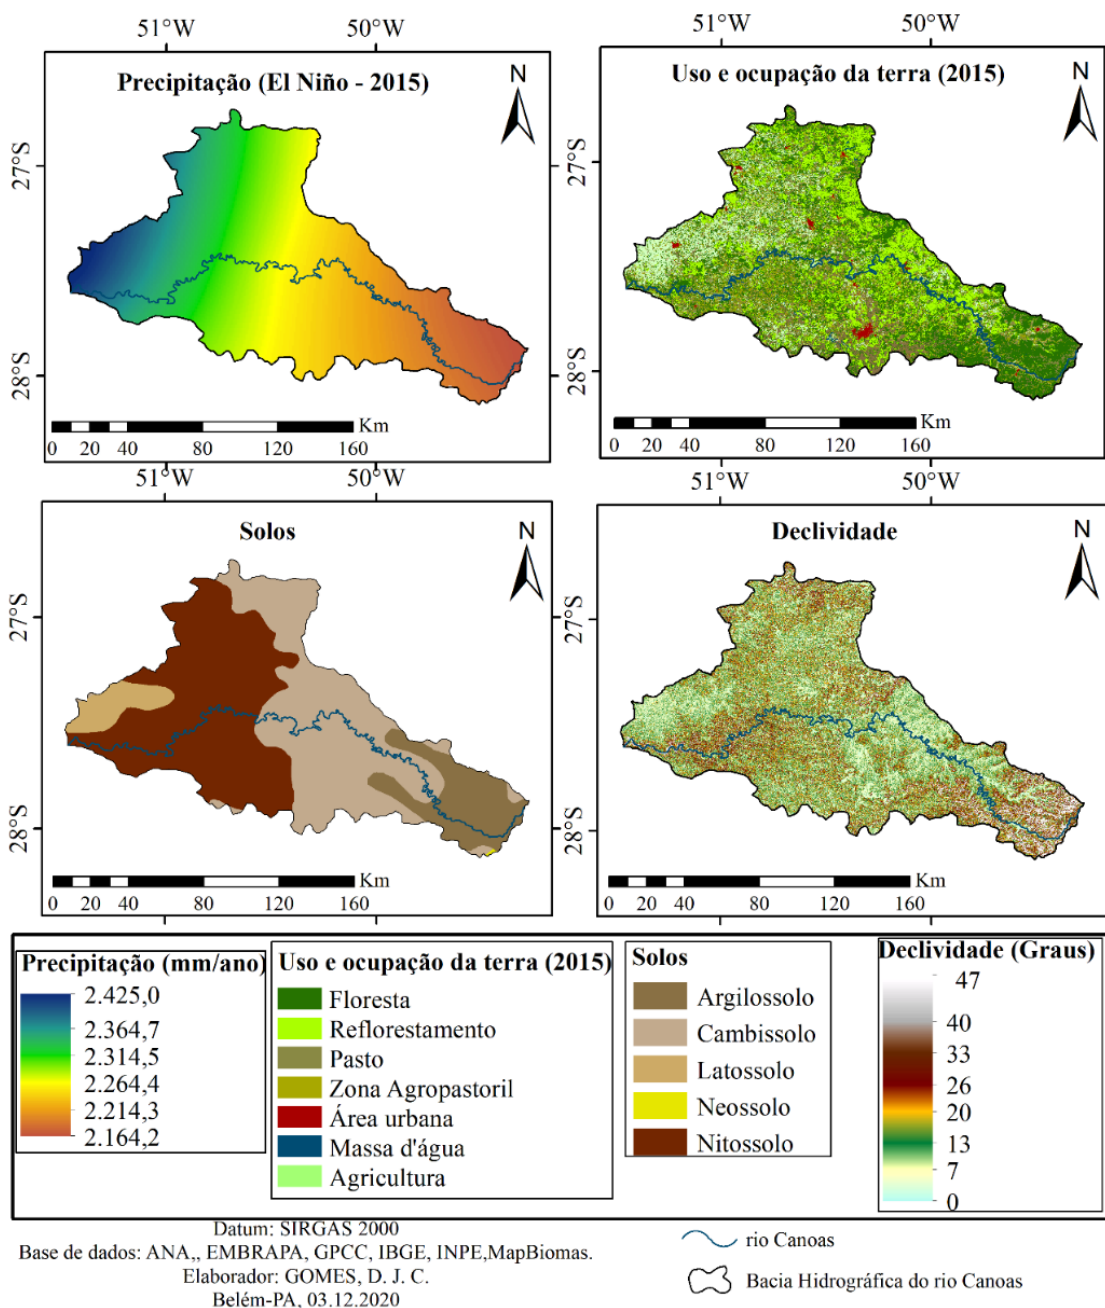 51°W 50°W
51°W 50°W
Precipitação (El Niño - 2015)
N
27°S
28°S
Km
0 20 40 80 120 160
Uso e ocupação da terra (2015)
N
27°S
28°S
Km
0 20 40 80 120 160
51°W 50°W
51°W 50°W
Solos
N
27°S
28°S
Km
0 20 40 80 120 160
Declividade
N
27°S
28°S
Km
0 20 40 80 120 160
Precipitação (mm/ano)
2.425,0
2.364,7
2.314,5
2.264,4
2.214,3
2.164,2
Uso e ocupação da terra (2015)
Floresta
Reflorestamento
Pasto
Zona Agropastoril
Área urbana
Massa d'água
Agricultura
Solos
Argilossolo
Cambissolo
Latossolo
Neossolo
Nitossolo
Declividade (Graus)
47
40
33
26
20
13
7
0
Datum: SIRGAS 2000
Base de dados: ANA,, EMBRAPA, GPCC, IBGE, INPE,MapBiomas.
Elaborador: GOMES, D. J. C.
Belém-PA, 03.12.2020
rio Canoas
Bacia Hidrográfica do rio Canoas